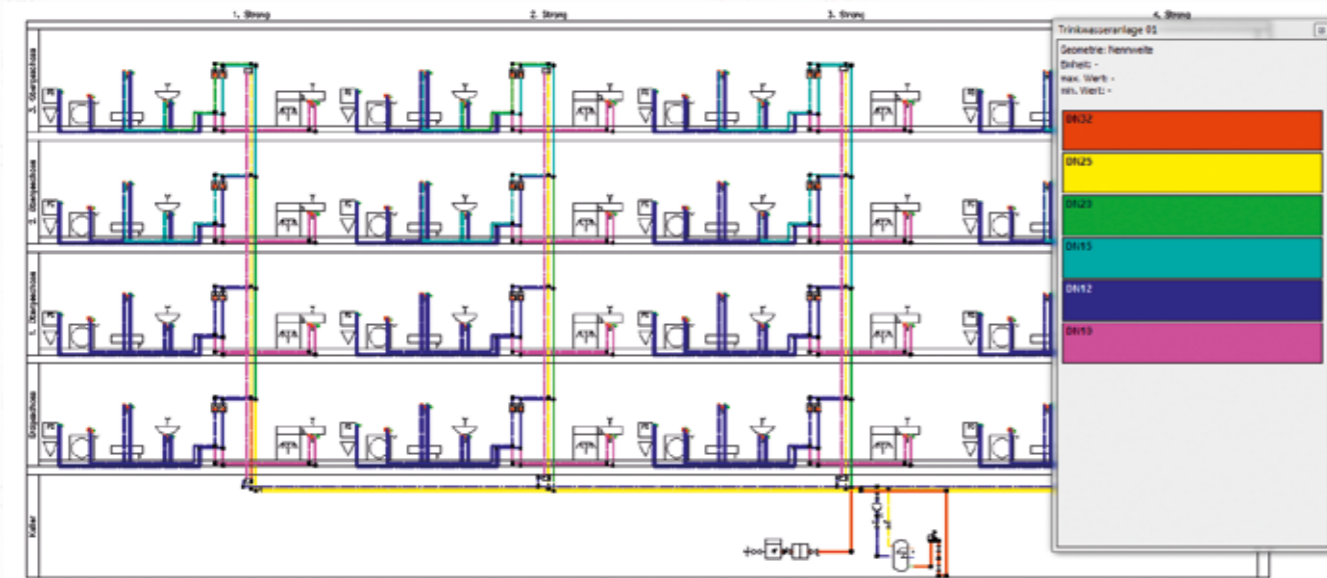 1. Strang
2. Strang
3. Strang
4. Strang
3. Obergeschoss
2. Obergeschoss
1. Obergeschoss
Erdgeschoss
Keller
Trinkwasseranlage 01
Geometrie: Nennweite
Einheit: -
max. Wert: -
min. Wert: -
DN32
DN25
DN20
DN15
DN12
DN10